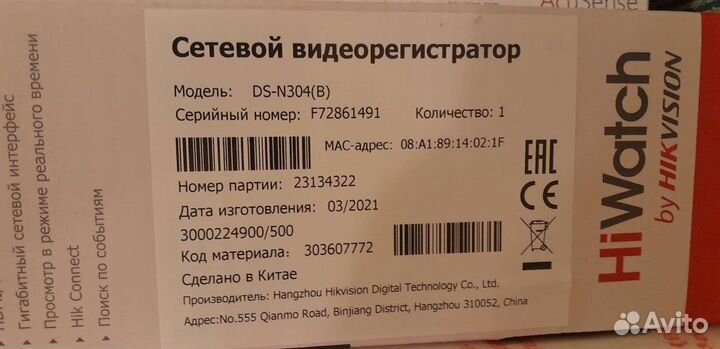 AcuSense
Сетевой видеорегистратор
Модель: DS-N304(B)
Серийный номер: F72861491 Количество: 1
MAC-адрес: 08:A1:89:14:02:1F
Номер партии: 23134322
Дата изготовления: 03/2021
3000224900/500
Код материала: 303607772
Сделано в Китае
Производитель: Hangzhou Hikvision Digital Technology Co., Ltd.
Адрес:No.555 Qianmo Road, Binjiang District, Hangzhou 310052, China
EAC
CE
HiWatch
by HIKVISION
Гигабитный сетевой интерфейс
Просмотр в режиме реального времени
Hik Connect
Поиск по событиям
Avito